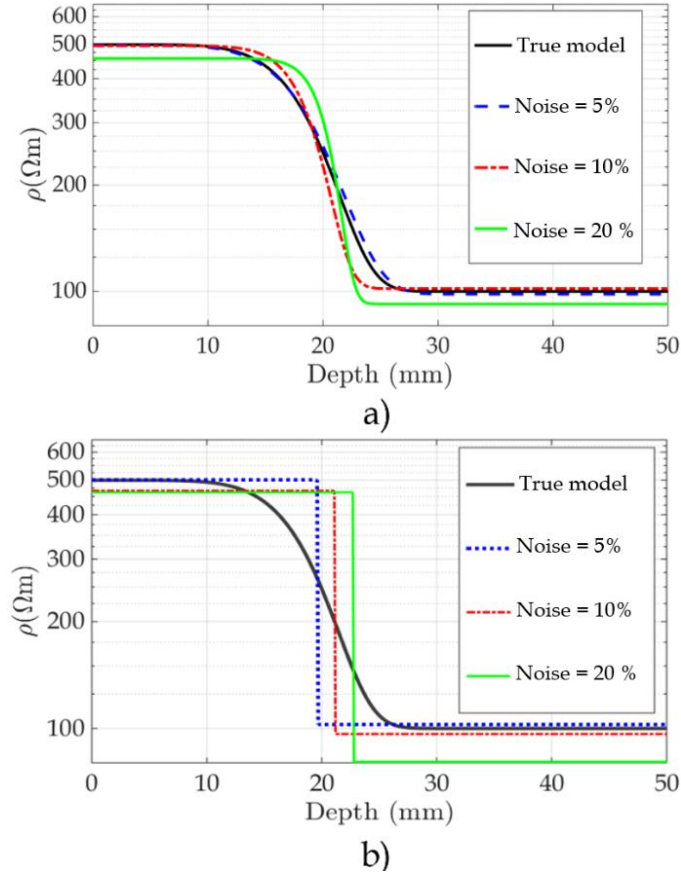 600
500
400
300
200
100
ρ(Ωm)
True model
Noise = 5%
Noise = 10%
Noise = 20 %
0 10 20 30 40 50
Depth (mm)
a)
600
500
400
300
200
100
ρ(Ωm)
True model
Noise = 5%
Noise = 10%
Noise = 20 %
0 10 20 30 40 50
Depth (mm)
b)